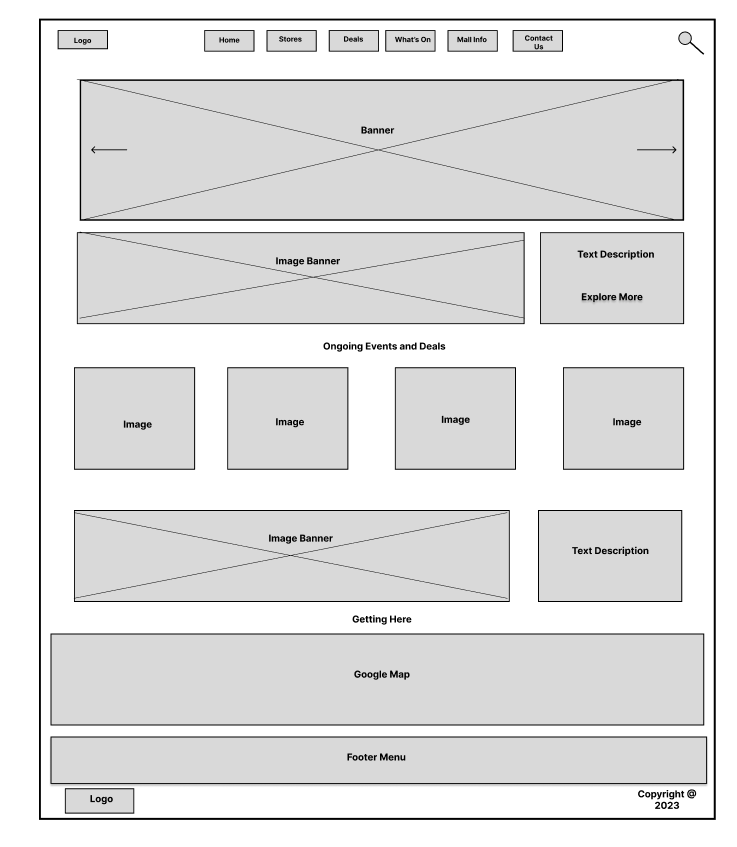 Logo
Home
Stores
Deals
What's On
Mall Info
Contact
Us
Banner
Image Banner
Text Description
Explore More
Ongoing Events and Deals
Image
Image
Image
Image
Image Banner
Text Description
Getting Here
Google Map
Footer Menu
Logo
Copyright @
2023